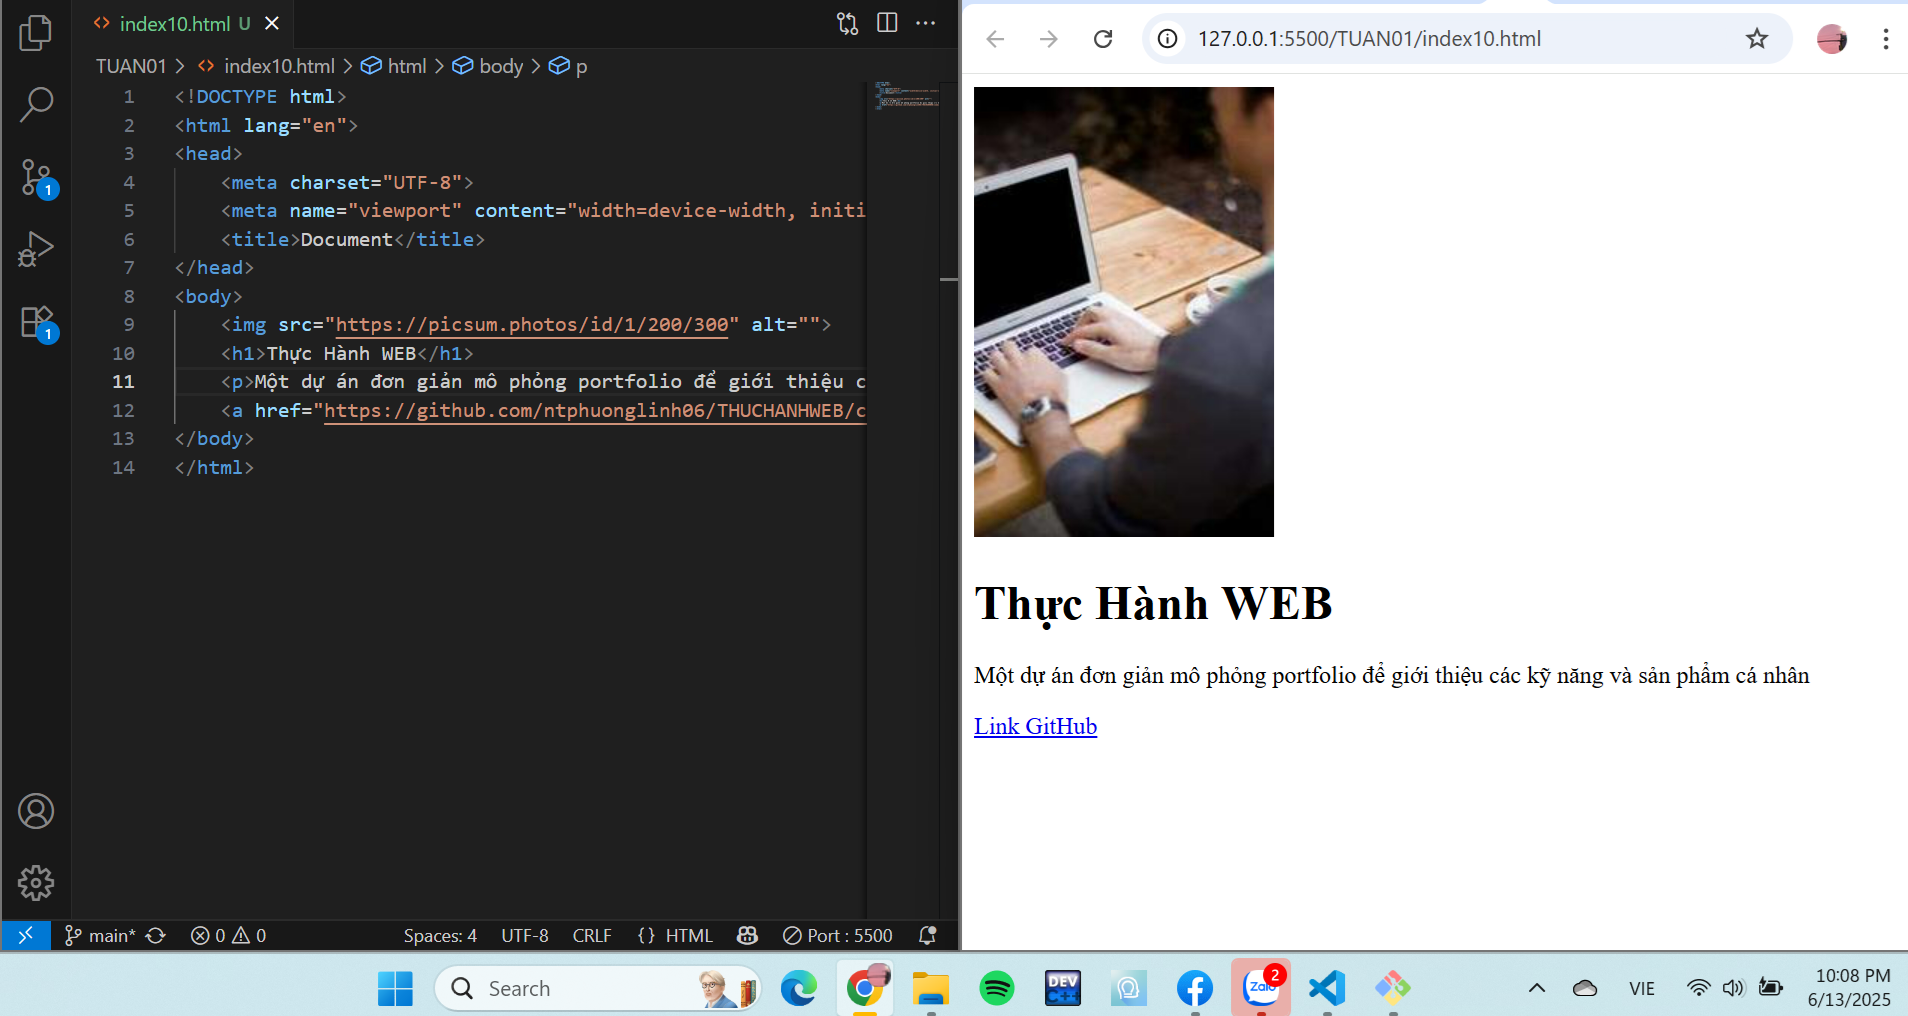 index10.html U
TUAN01 > index10.html > html > body > p
1 <!DOCTYPE html>
2 <html lang="en">
3 <head>
4 <meta charset="UTF-8">
5 <meta name="viewport" content="width=device-width, initi
6 <title>Document</title>
7 </head>
8 <body>
9 <img src="https://picsum.photos/id/1/200/300" alt="">
10 <h1>Thực Hành WEB</h1>
11 <p>Một dự án đơn giản mô phỏng portfolio để giới thiệu c
12 <a href="https://github.com/ntphuonglinh06/THUCHANHWEB/c
13 </body>
14 </html>
1
1
main* 0 0 Spaces: 4 UTF-8 CRLF {} HTML Port : 5500
127.0.0.1:5500/TUAN01/index10.html
Thực Hành WEB
Một dự án đơn giản mô phỏng portfolio để giới thiệu các kỹ năng và sản phẩm cá nhân
Link GitHub
Search
DEV
C++
Zalo
2
VIE
10:08 PM
6/13/2025